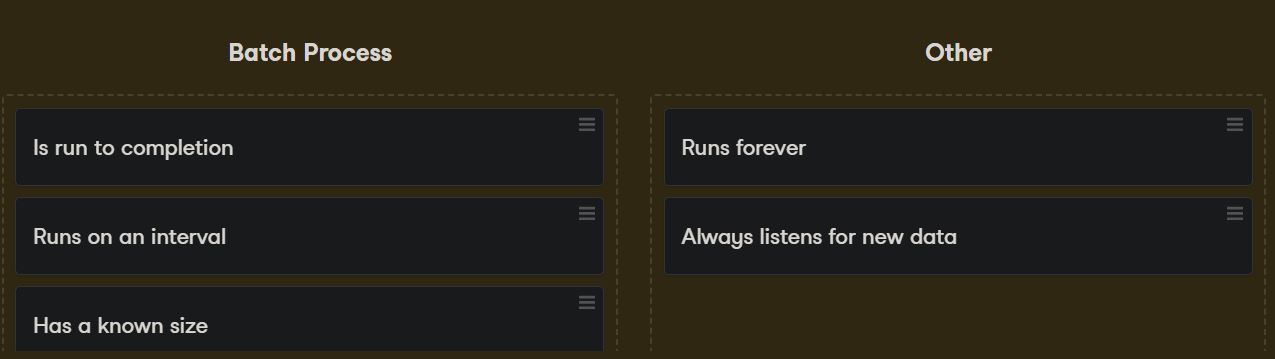 Batch Process
Is run to completion
Runs on an interval
Has a known size
Other
Runs forever
Always listens for new data